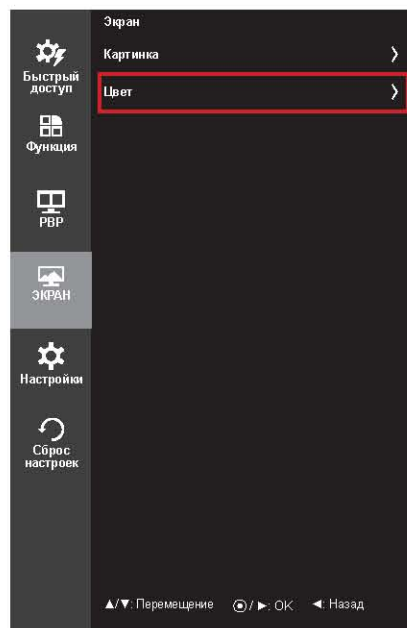 Экран
Картинка
Цвет
Быстрый
доступ
Функция
PBP
ЭКРАН
Настройки
Сброс
настроек
▲/▼: Перемещение ⦿/ ►: OK ◄: Назад